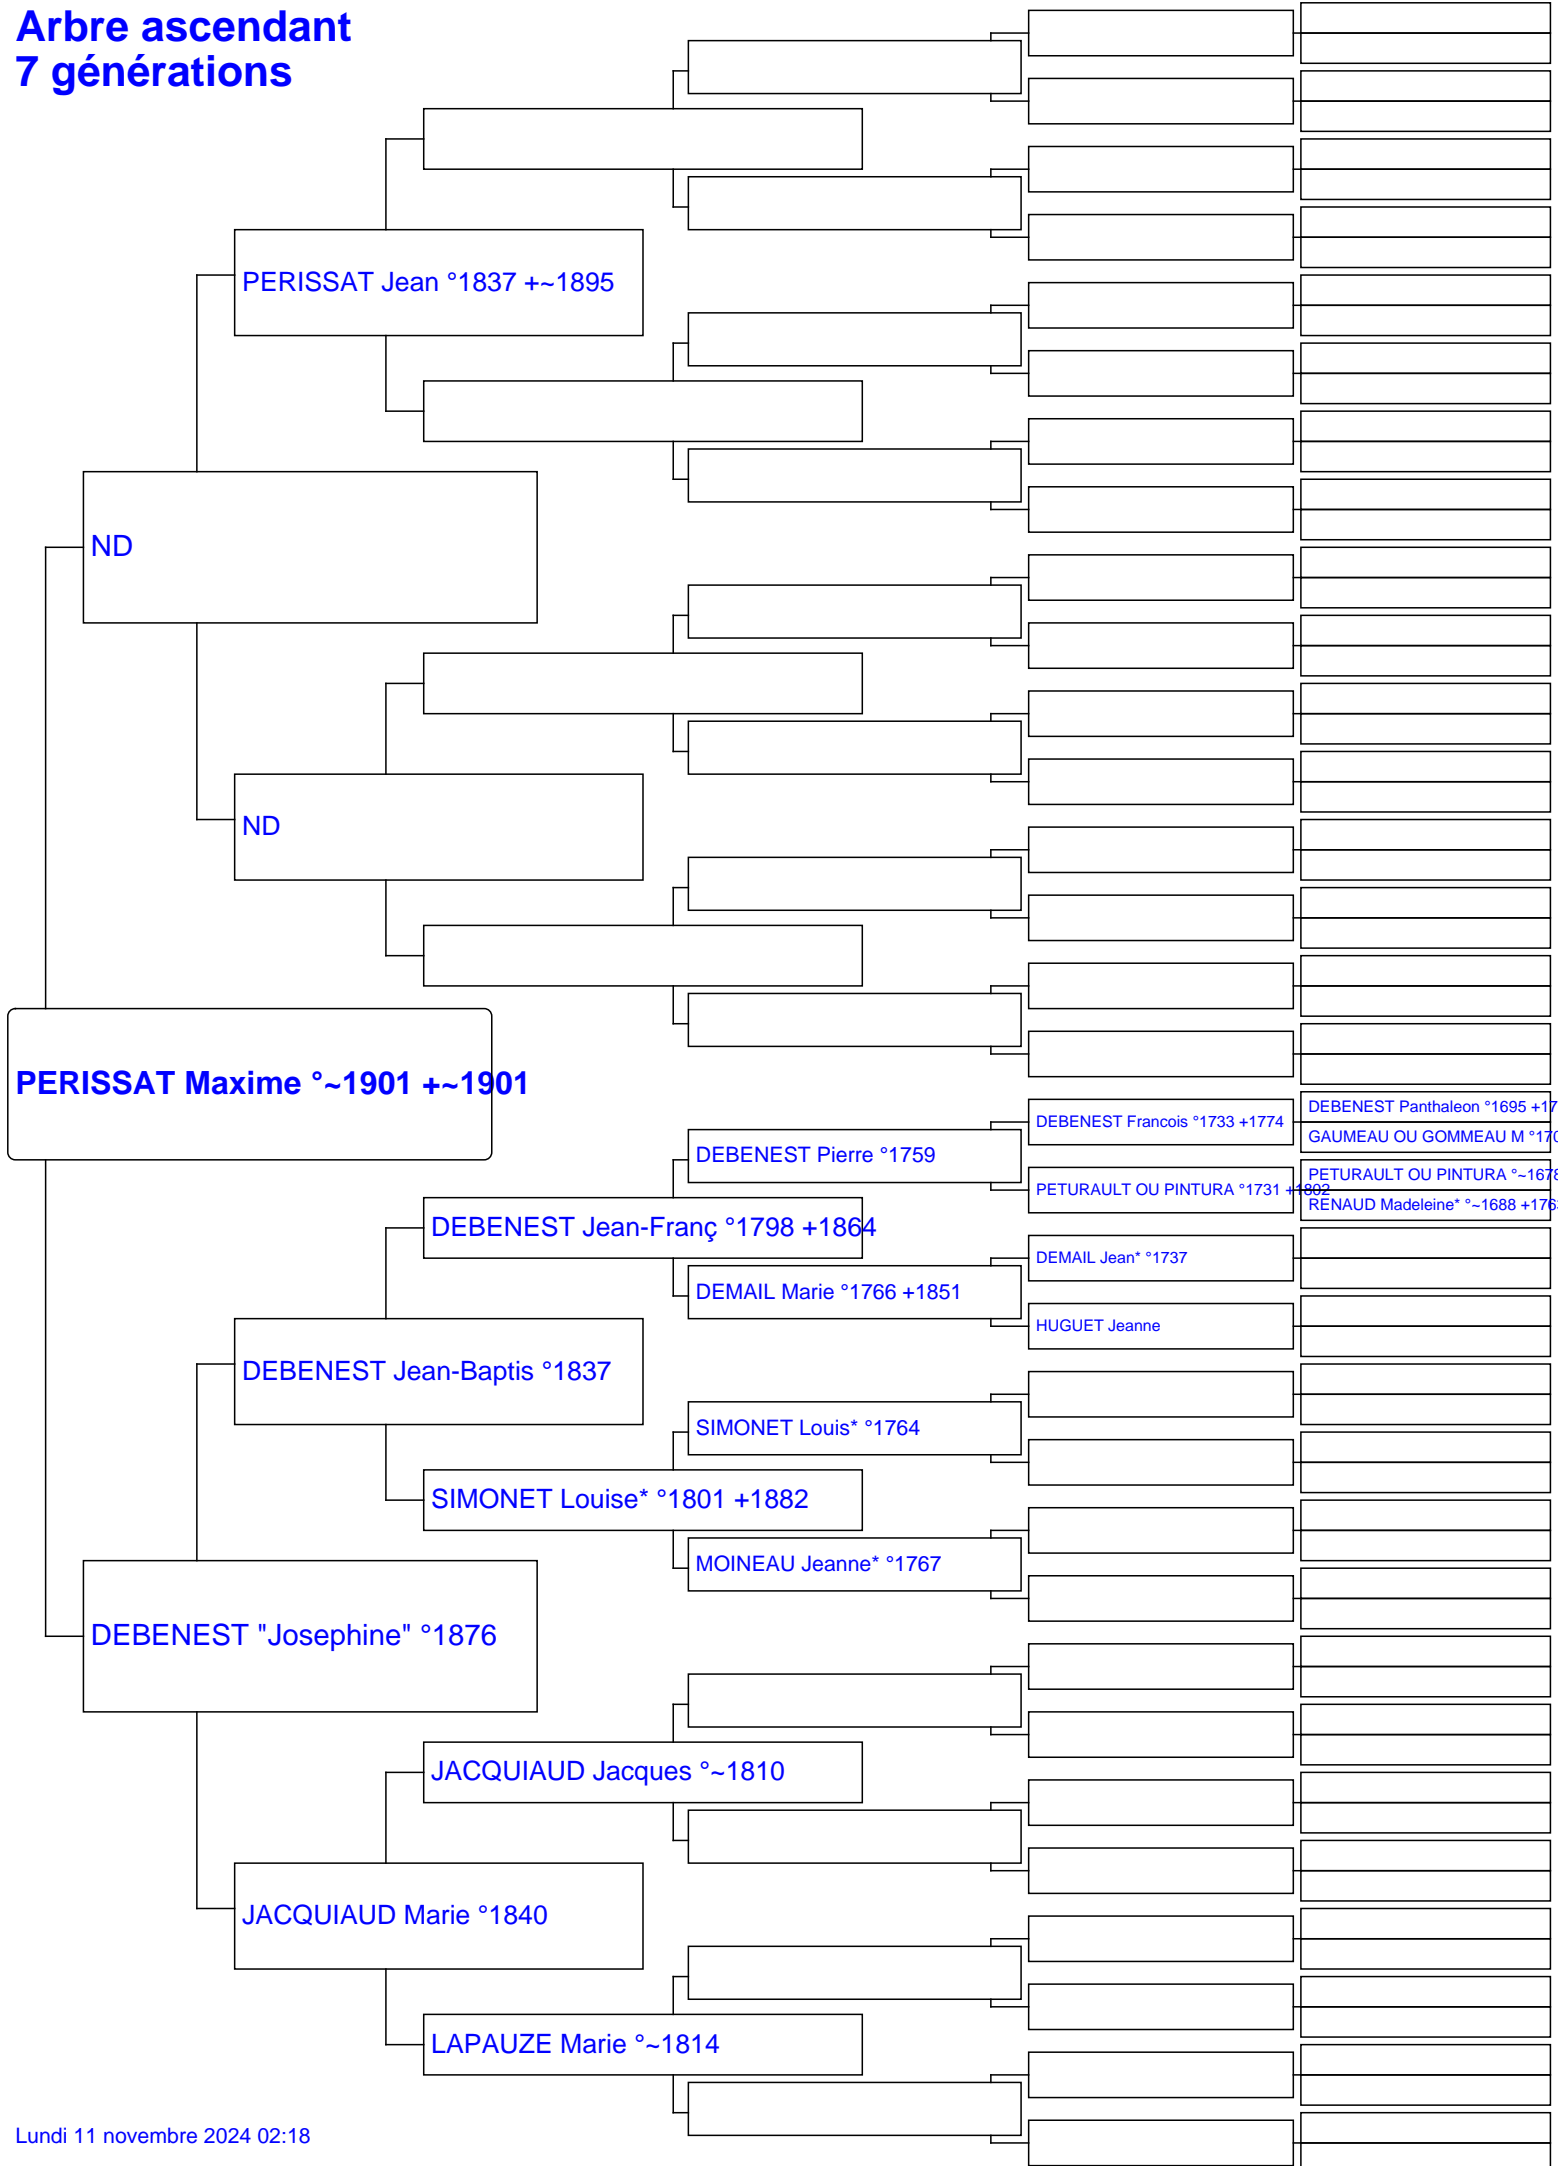 Arbre ascendant
7 générations
PERISSAT Jean °1837 +~1895
ND
ND
PERISSAT Maxime °~1901 +~1901
DEBENEST Panthaleon °1695 +17
DEBENEST Francois °1733 +1774
GAUMEAU OU GOMMEAU M °170
DEBENEST Pierre °1759
PETURAULT OU PINTURA °~1678
PETURAULT OU PINTURA °1731 +1802
RENAUD Madeleine* °~1688 +1763
DEBENEST Jean-Franç °1798 +1864
DEMAIL Jean* °1737
DEMAIL Marie °1766 +1851
HUGUET Jeanne
DEBENEST Jean-Baptis °1837
SIMONET Louis* °1764
SIMONET Louise* °1801 +1882
MOINEAU Jeanne* °1767
DEBENEST "Josephine" °1876
JACQUIAUD Jacques °~1810
JACQUIAUD Marie °1840
LAPAUZE Marie °~1814
Lundi 11 novembre 2024 02:18